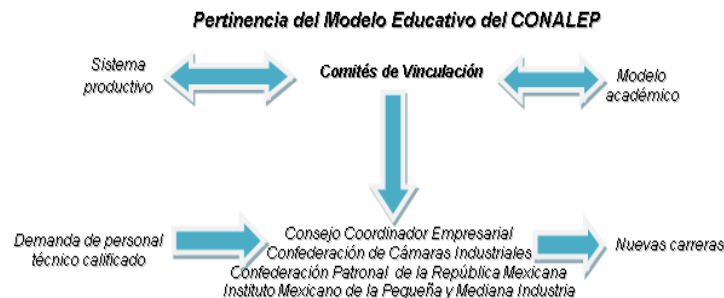 Pertinencia del Modelo Educativo del CONALEP
Sistema
productivo
Comités de Vinculación
Modelo
académico
Demanda de personal
técnico calificado
Consejo Coordinador Empresarial
Confederación de Cámaras Industriales
Confederación Patronal de la República Mexicana
Instituto Mexicano de la Pequeña y Mediana Industria
Nuevas carreras